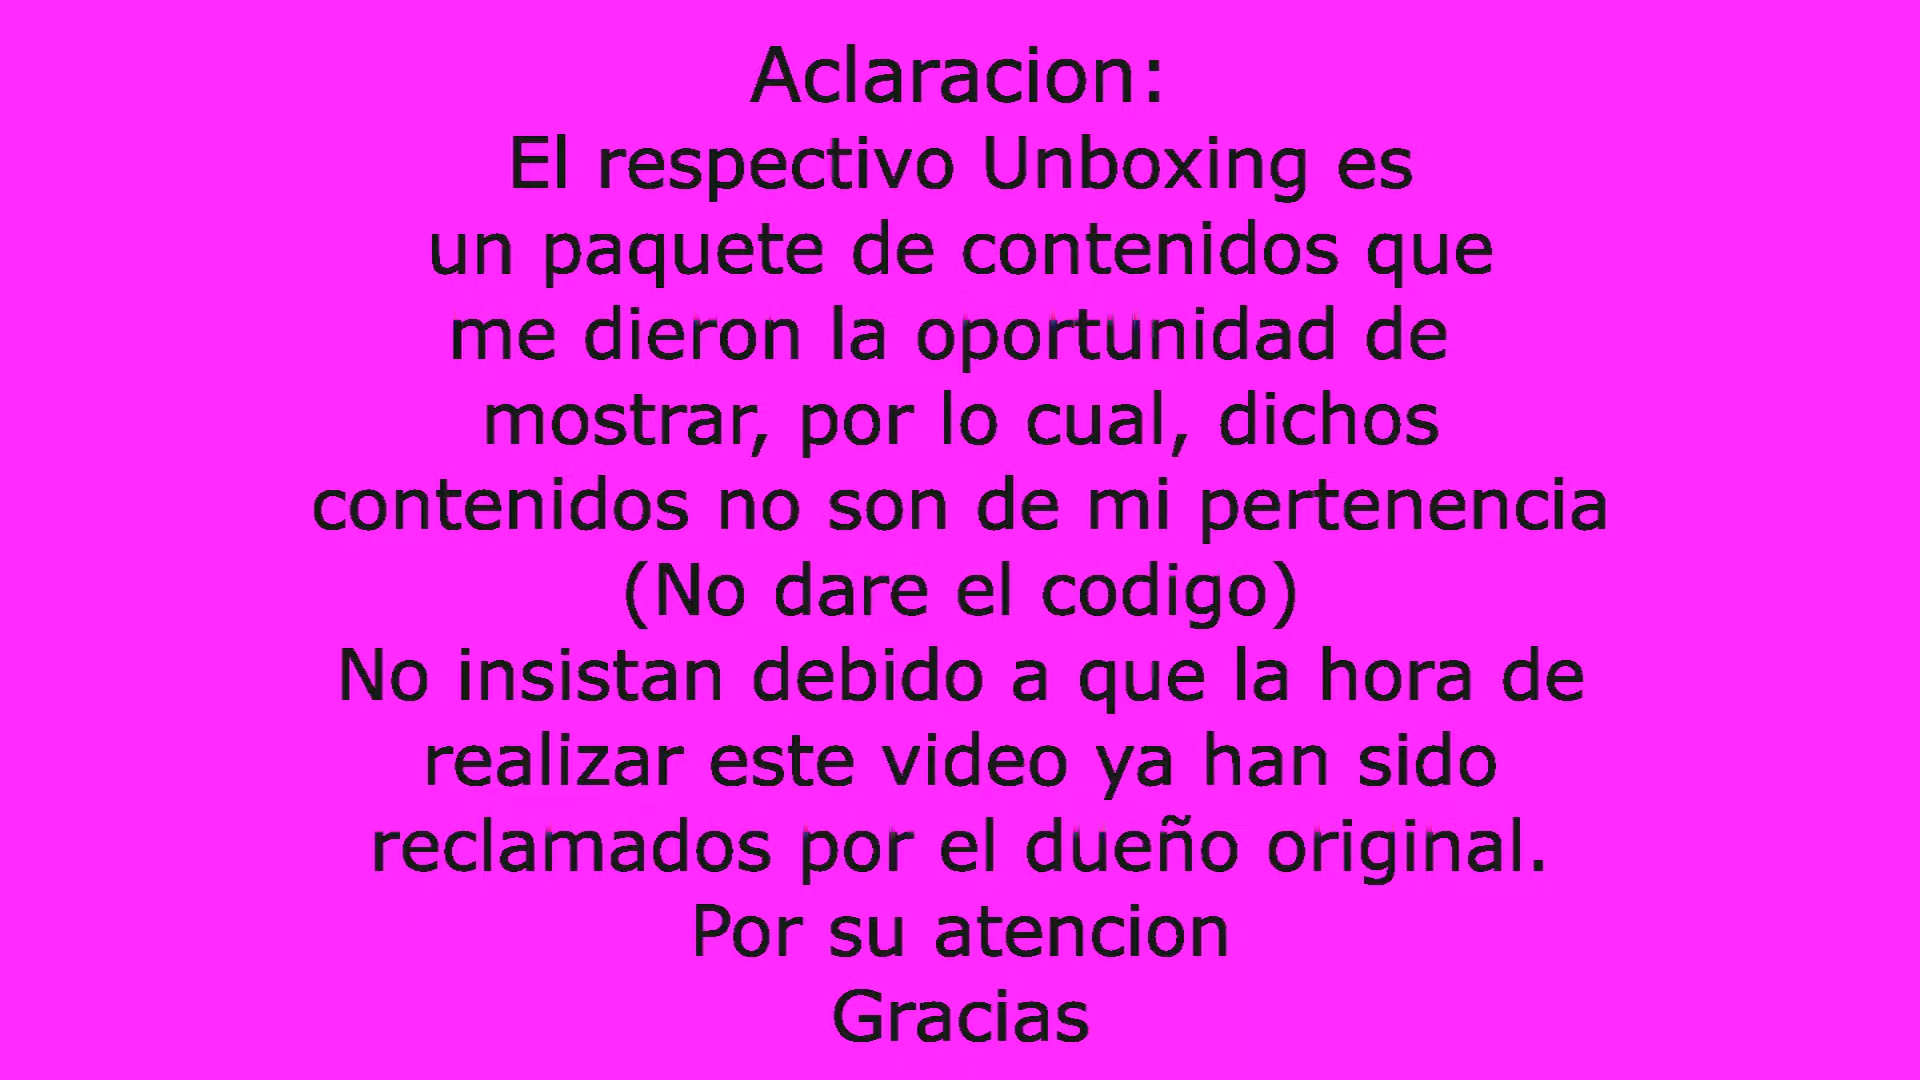 Aclaracion:
El respectivo Unboxing es
un paquete de contenidos que
me dieron la oportunidad de
mostrar, por lo cual, dichos
contenidos no son de mi pertenencia
(No dare el codigo)
No insistan debido a que la hora de
realizar este video ya han sido
reclamados por el dueño original.
Por su atencion
Gracias